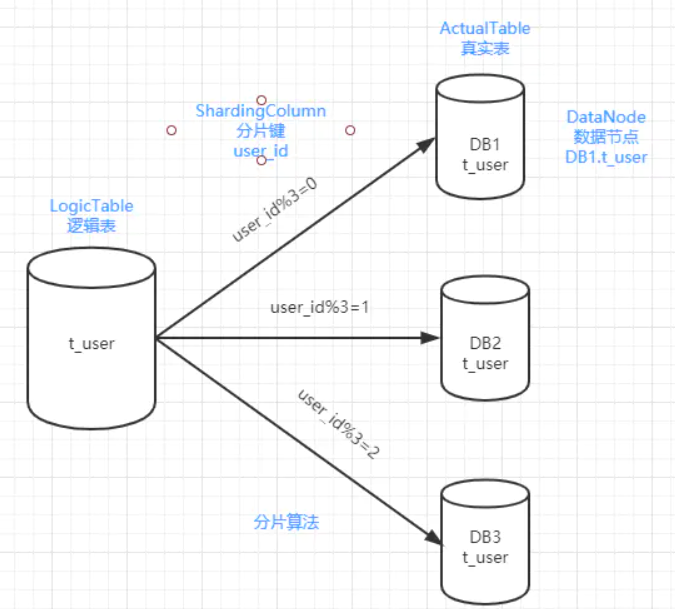 ActualTable
真实表
ShardingColumn
分片键
user_id
DataNode
数据节点
DB1.t_user
DB1
t_user
user_id%3=0
LogicTable
逻辑表
t_user
user_id%3=1
DB2
t_user
user_id%3=2
分片算法
DB3
t_user